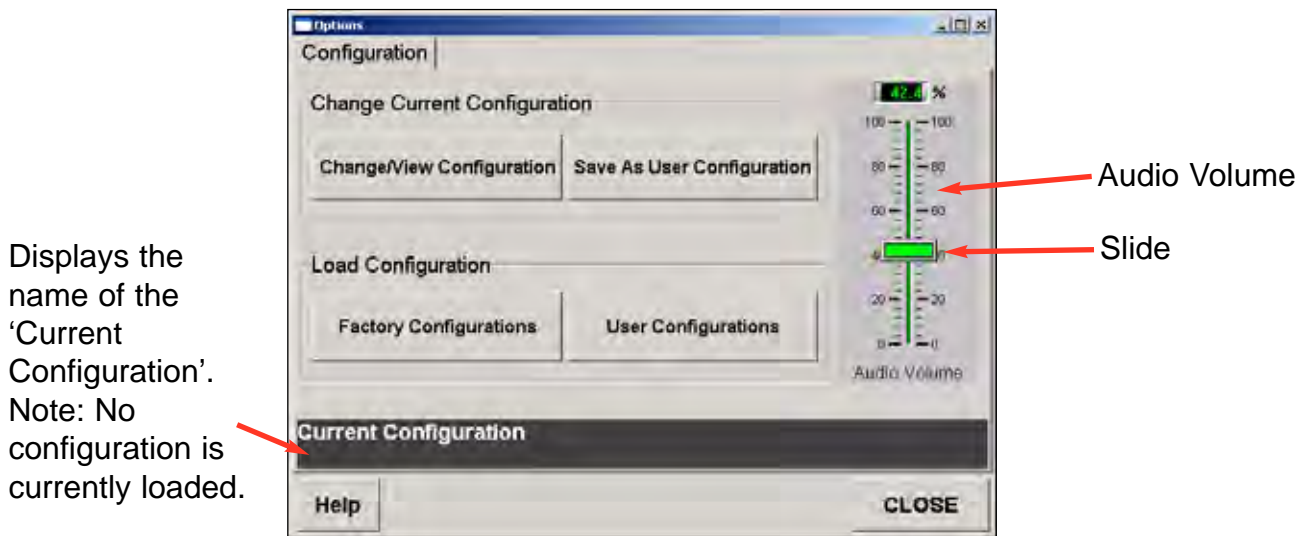 Options
Configuration
Change Current Configuration
Change/View Configuration
Save As User Configuration
Load Configuration
Factory Configurations
User Configurations
42.4 %
100 100
80 80
60 60
20 20
0 0
Audio Volume
Current Configuration
Help
CLOSE
Audio Volume
Slide
Displays the
name of the
‘Current
Configuration’.
Note: No
configuration is
currently loaded.